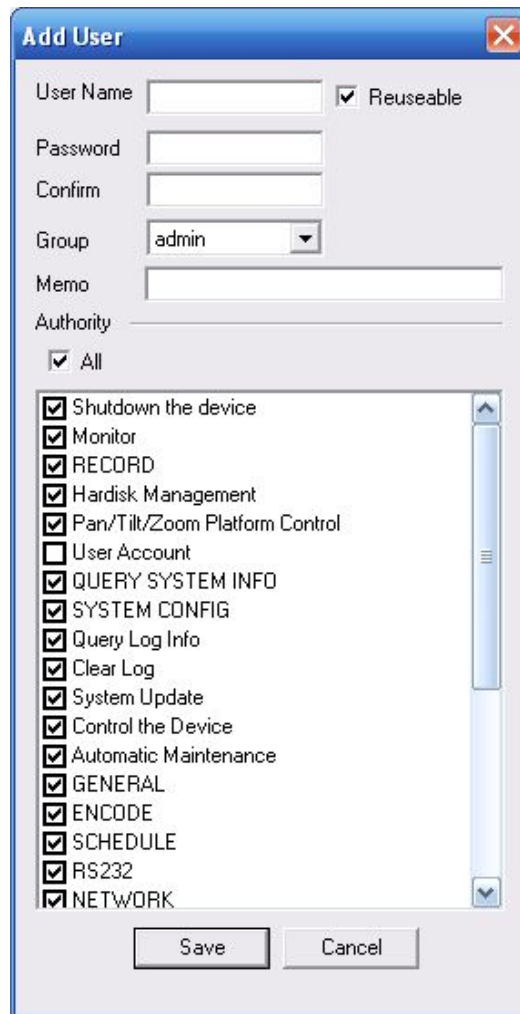 Add User
User Name
Reuseable
Password
Confirm
Group
admin
Memo
Authority
All
Shutdown the device
Monitor
RECORD
Hardisk Management
Pan/Tilt/Zoom Platform Control
User Account
QUERY SYSTEM INFO
SYSTEM CONFIG
Query Log Info
Clear Log
System Update
Control the Device
Automatic Maintenance
GENERAL
ENCODE
SCHEDULE
RS232
NETWORK
Save
Cancel